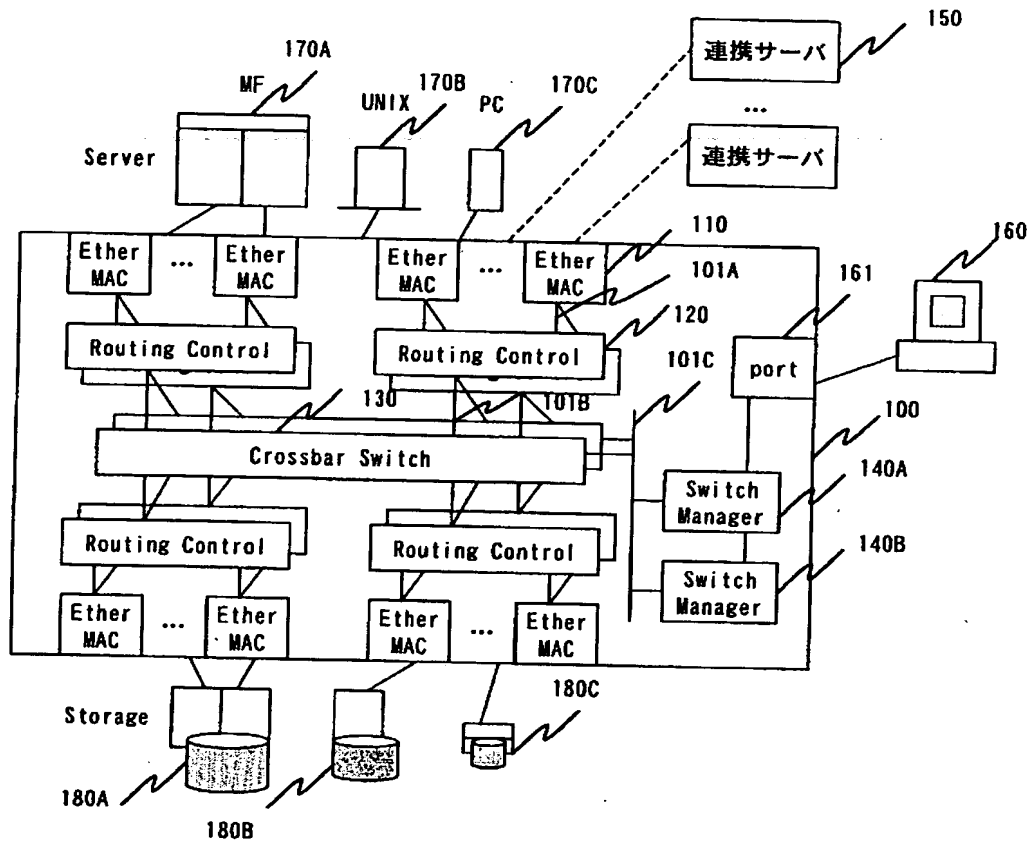 150
連携サーバ
...
連携サーバ
170A
MF
170B
UNIX
170C
PC
Server
110
101A
160
161
Ether MAC
...
Ether MAC
Ether MAC
...
Ether MAC
120
101C
Routing Control
Routing Control
port
130
101B
100
Crossbar Switch
140A
Switch Manager
Routing Control
Routing Control
140B
Switch Manager
Ether MAC
...
Ether MAC
Ether MAC
...
Ether MAC
Storage
180C
180A
180B